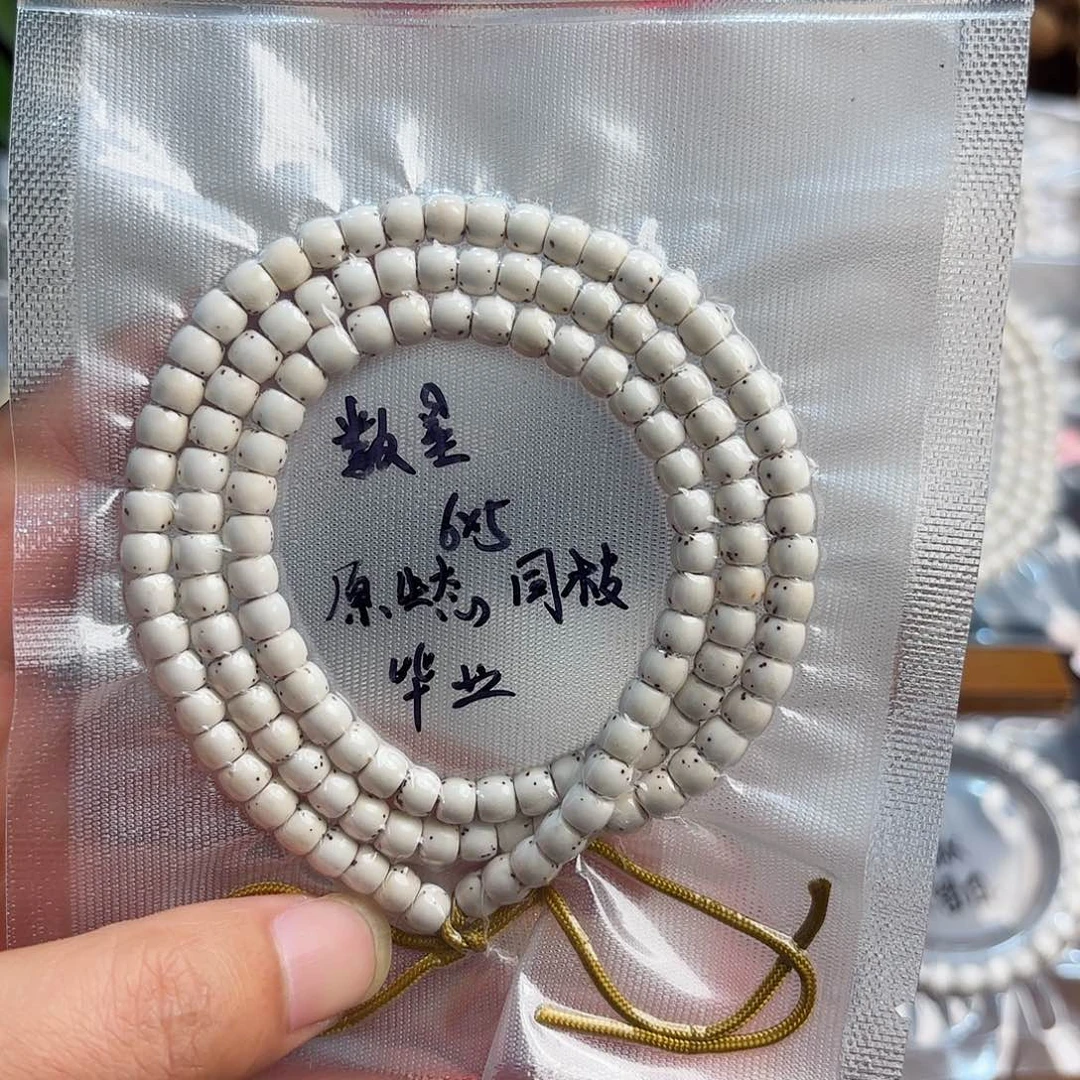 数星
6x5
原生态 同枝
毕业